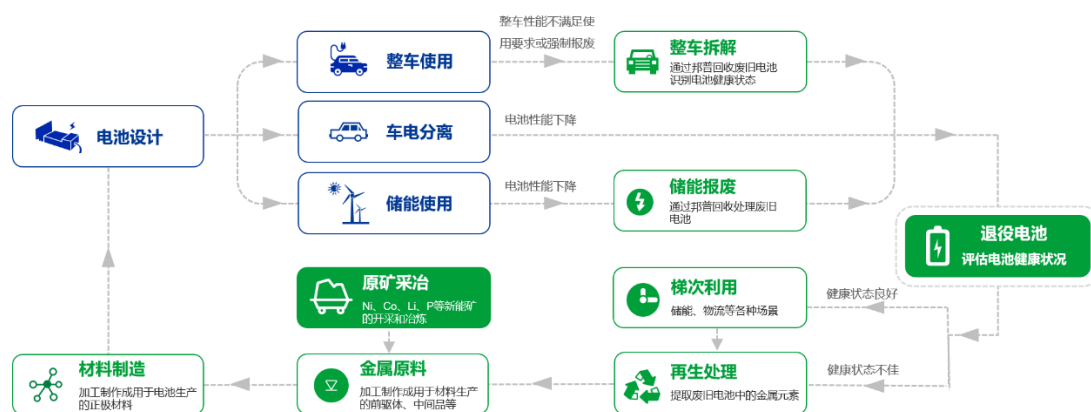 整车性能不满足使
用要求或强制报废
整车使用
整车拆解
通过邦普回收废旧电池
识别电池健康状态
电池设计
车电分离
电池性能下降
储能使用
电池性能下降
储能报废
通过邦普回收处理废旧
电池
退役电池
评估电池健康状况
原矿采冶
Ni、Co、Li、P等新能矿
的开采和冶炼
梯次利用
储能、物流等各种场景
健康状态良好
材料制造
加工制作成用于电池生产
的正极材料
金属原料
加工制作成用于材料生产
的前驱体、中间品等
再生处理
提取废旧电池中的金属元素
健康状态不佳